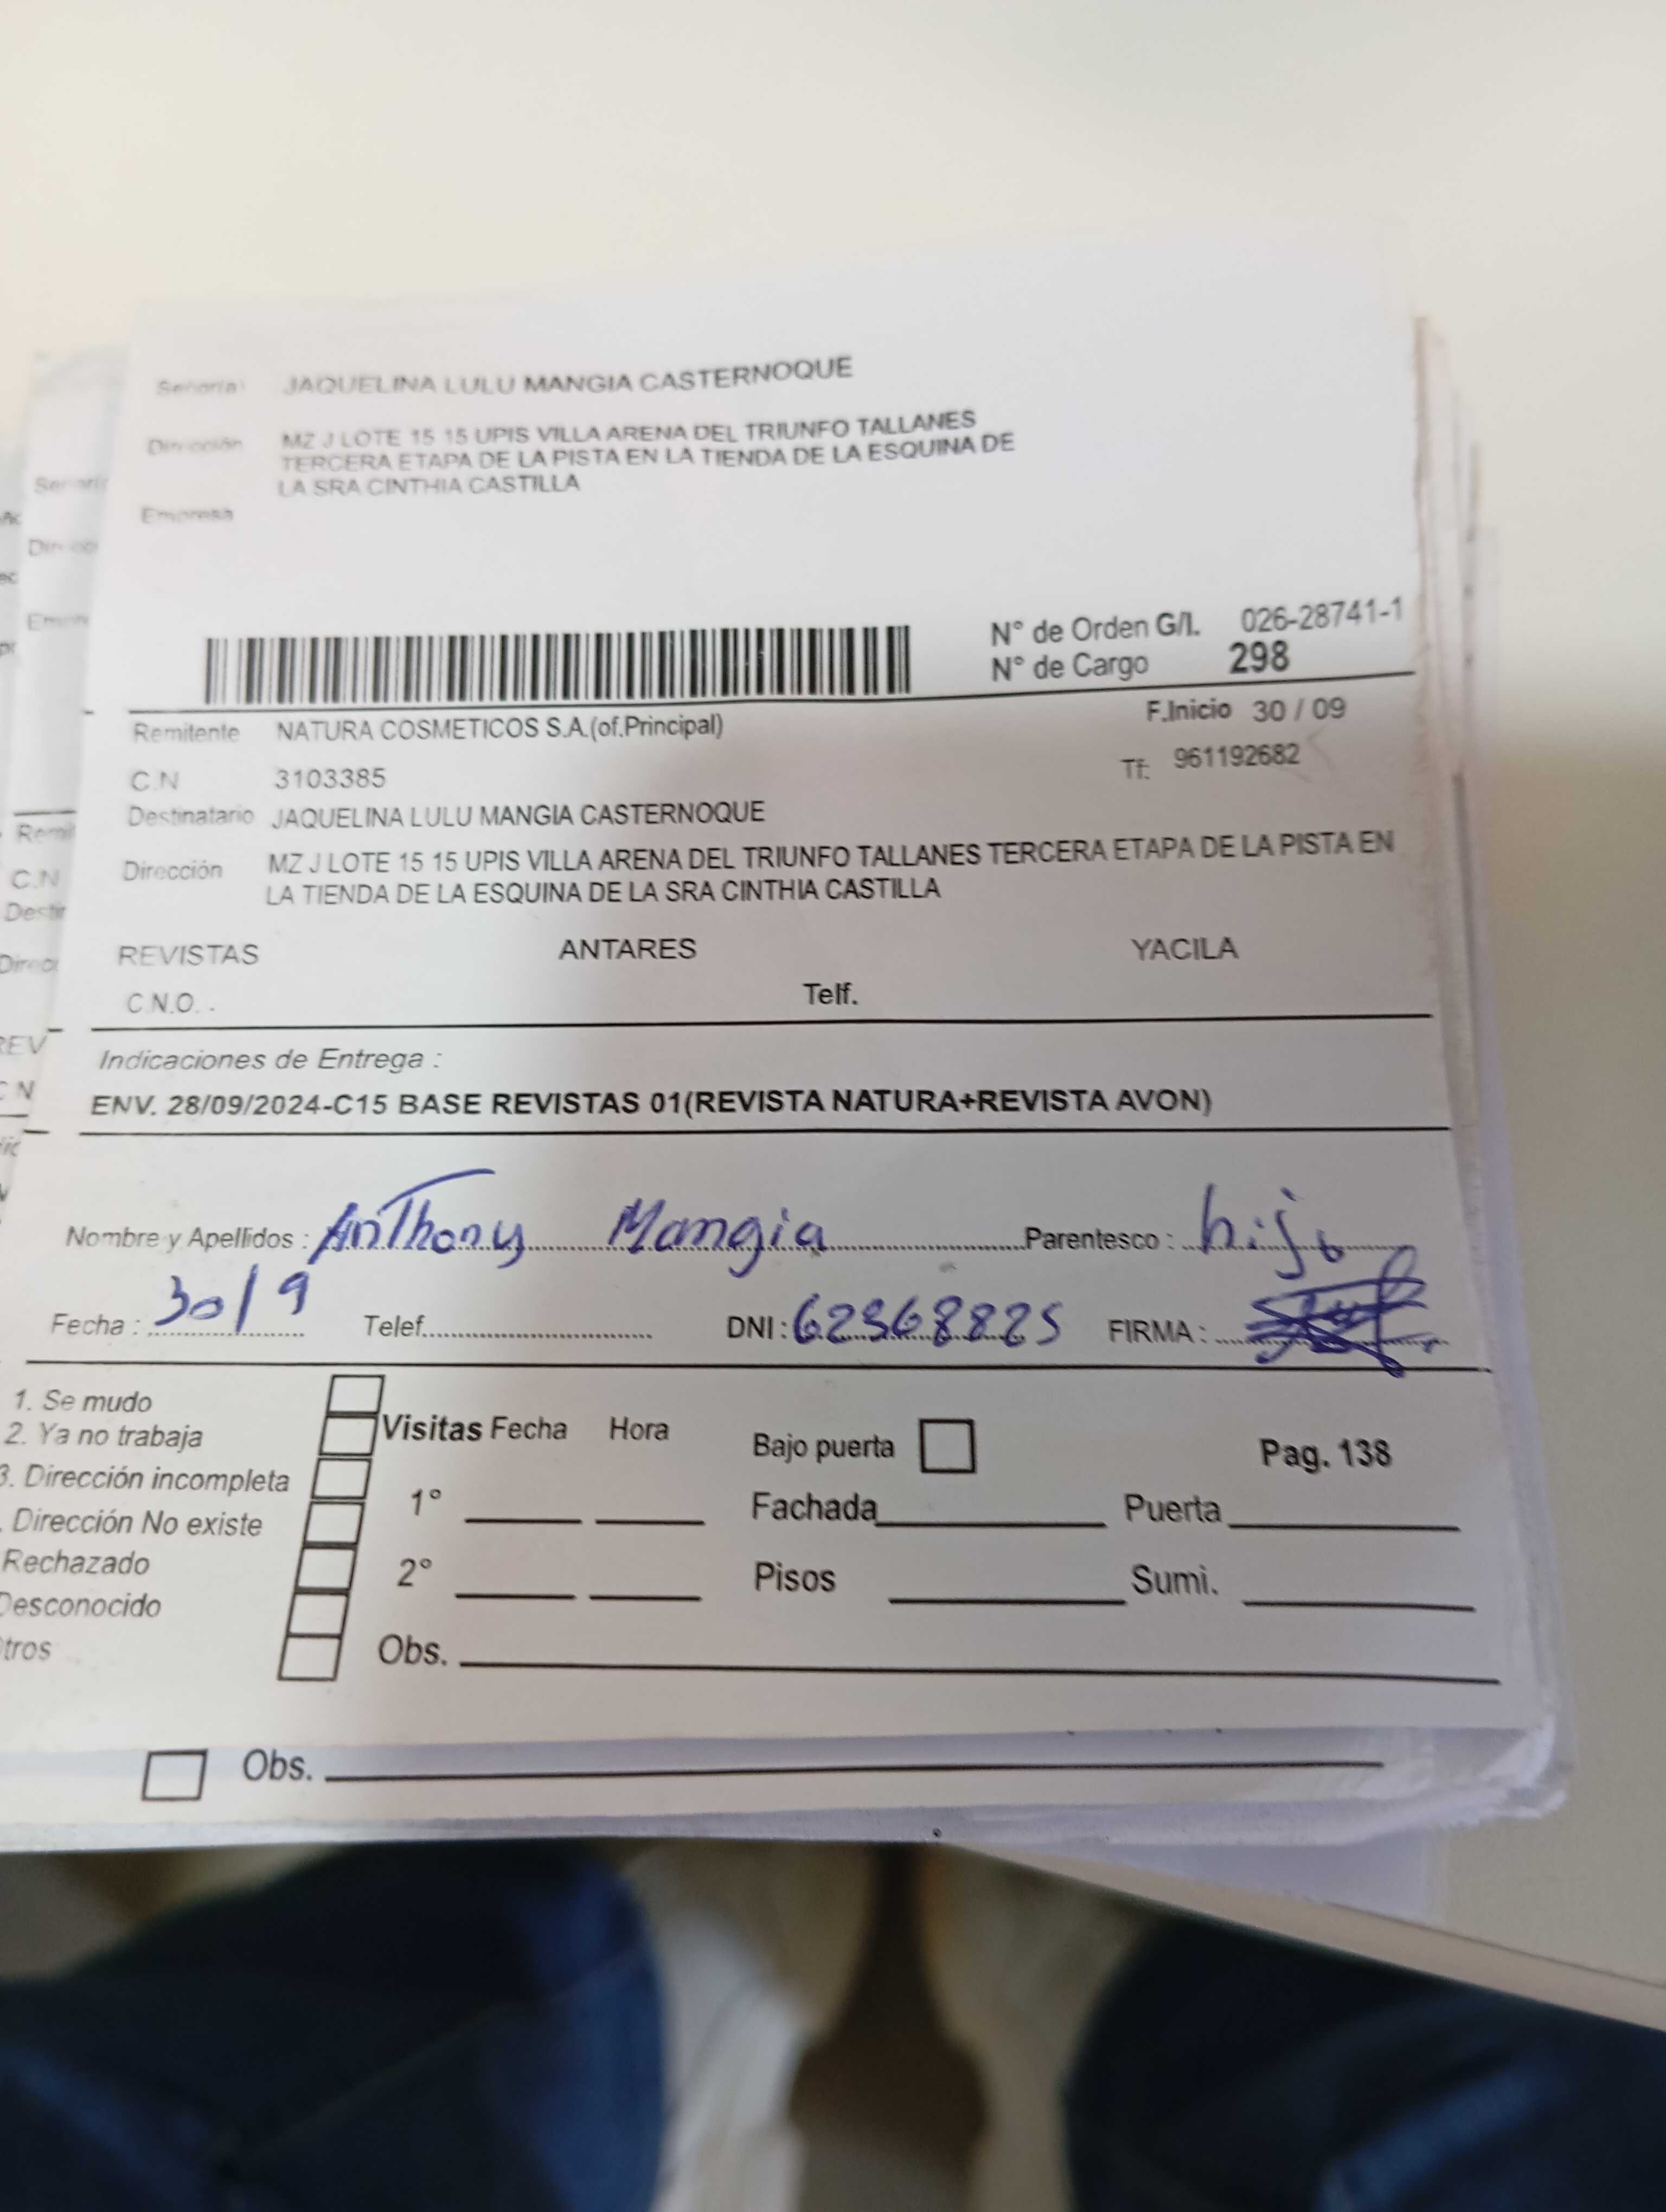 Señor(a) JAQUELINA LULU MANGIA CASTERNOQUE
Dirección MZ J LOTE 15 15 UPIS VILLA ARENA DEL TRIUNFO TALLANES
TERCERA ETAPA DE LA PISTA EN LA TIENDA DE LA ESQUINA DE
LA SRA CINTHIA CASTILLA
Empresa
N° de Orden G/I. 026-28741-1
N° de Cargo 298
Remitente NATURA COSMETICOS S.A.(of.Principal) F.Inicio 30 / 09
C.N 3103385 Tf: 961192682
Destinatario JAQUELINA LULU MANGIA CASTERNOQUE
Dirección MZ J LOTE 15 15 UPIS VILLA ARENA DEL TRIUNFO TALLANES TERCERA ETAPA DE LA PISTA EN
LA TIENDA DE LA ESQUINA DE LA SRA CINTHIA CASTILLA
REVISTAS ANTARES YACILA
C.N.O. . Telf.
Indicaciones de Entrega :
ENV. 28/09/2024-C15 BASE REVISTAS 01(REVISTA NATURA+REVISTA AVON)
Nombre y Apellidos : Anthony Mangia Parentesco : hijo
Fecha : 30/9 Telef. DNI : 62368825 FIRMA :
1. Se mudo
2. Ya no trabaja Visitas Fecha Hora Bajo puerta Pag. 138
3. Dirección incompleta
. Dirección No existe 1° Fachada Puerta
Rechazado 2° Pisos Sumi.
Desconocido
tros Obs.
Obs.